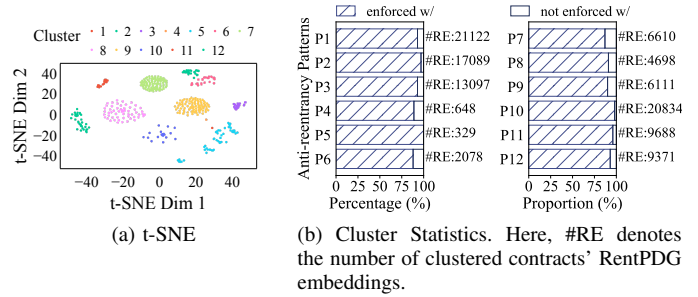 Cluster 1 2 3 4 5 6 7
8 9 10 11 12
t-SNE Dim 2
40
20
0
−20
−40
−40 −20 0 20 40
t-SNE Dim 1
(a) t-SNE
enforced w/ not enforced w/
Anti-reentrancy Patterns
P1 #RE:21122
P2 #RE:17089
P3 #RE:13097
P4 #RE:648
P5 #RE:329
P6 #RE:2078
0 25 50 75 100
Percentage (%)
P7 #RE:6610
P8 #RE:4698
P9 #RE:6111
P10 #RE:20834
P11 #RE:9688
P12 #RE:9371
0 25 50 75 100
Proportion (%)
(b) Cluster Statistics. Here, #RE denotes
the number of clustered contracts’ RentPDG
embeddings.